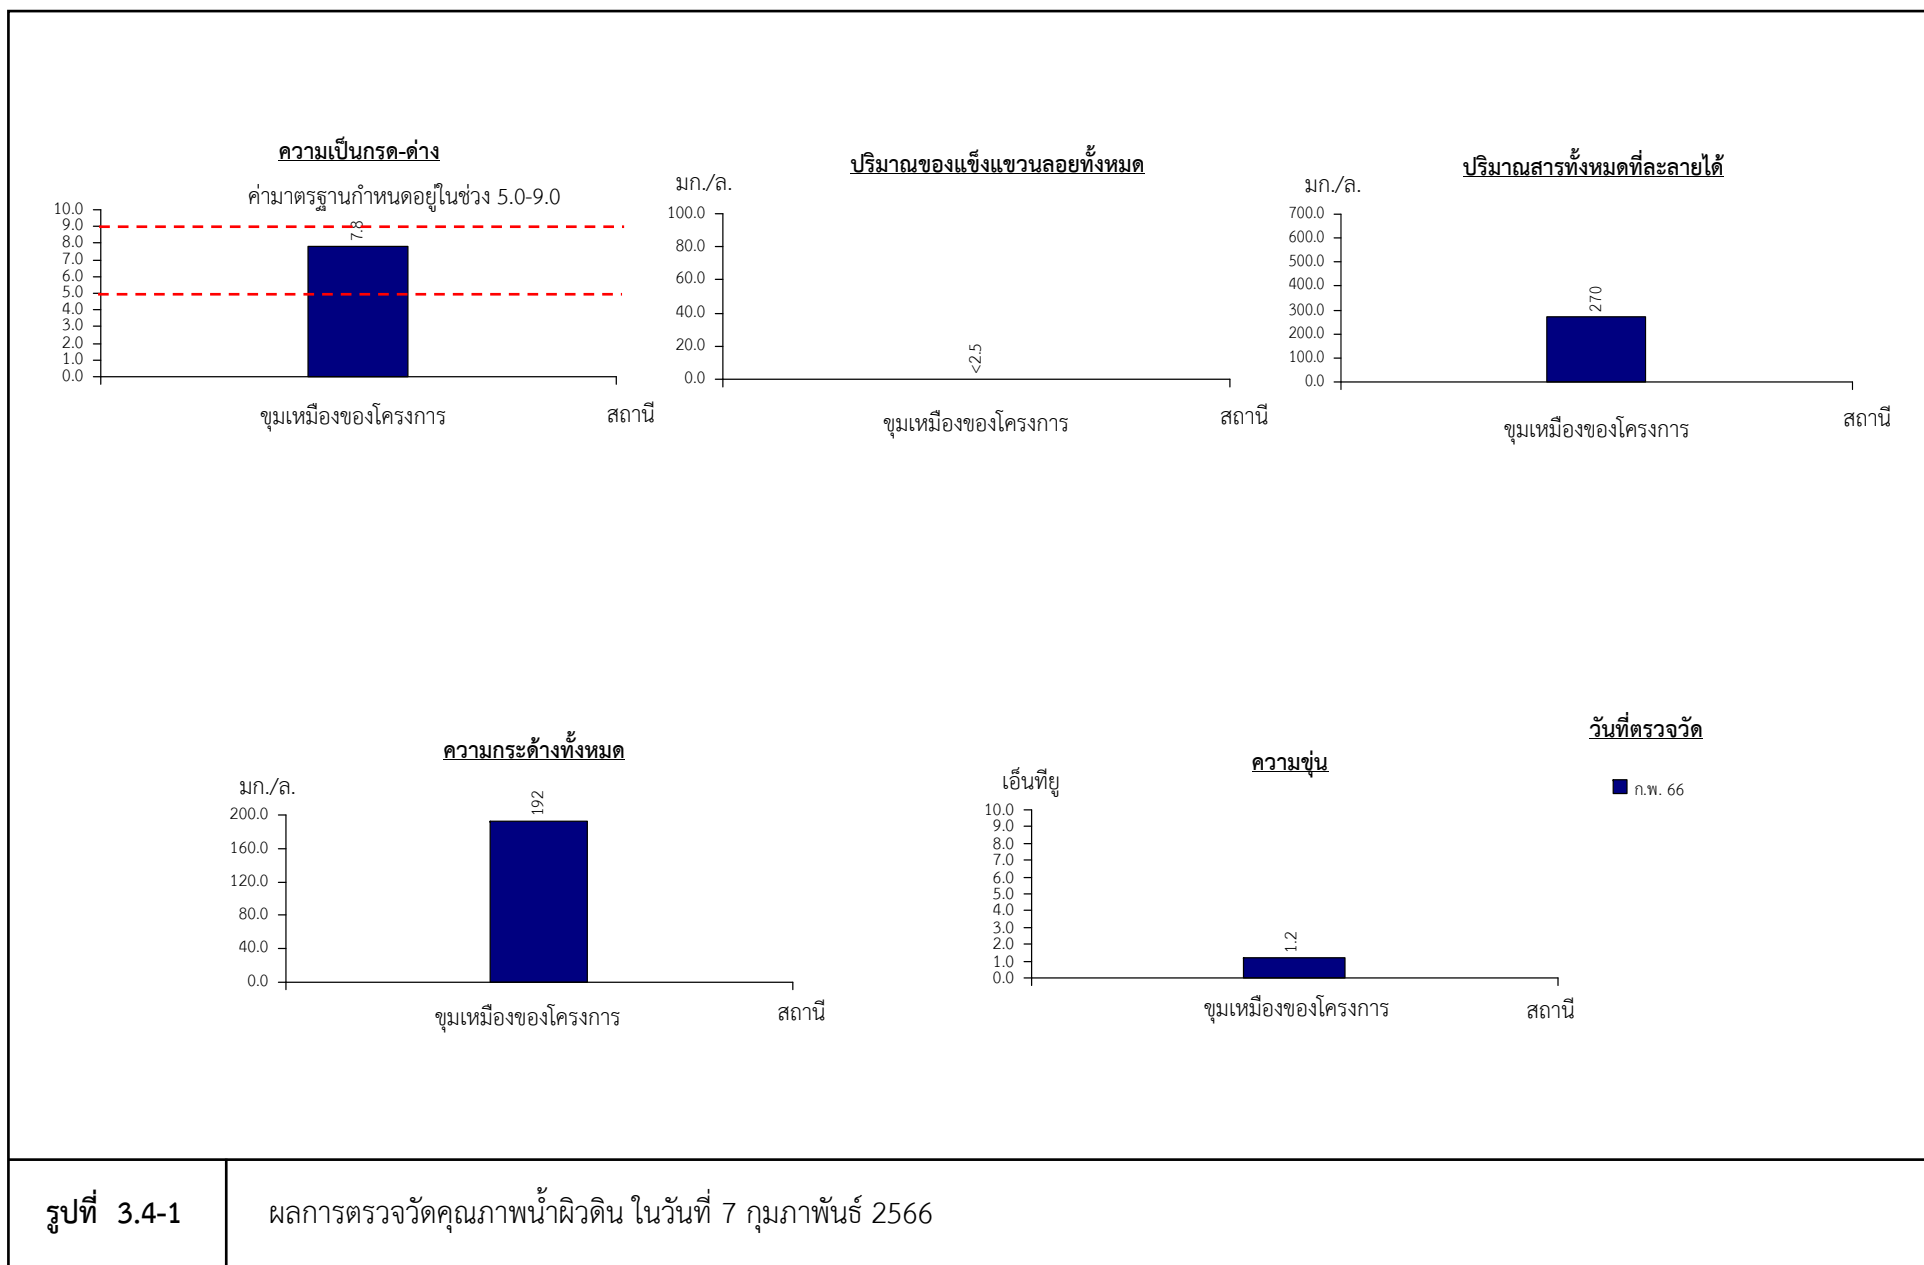 ความเป็นกรด-ด่าง
ค่ามาตรฐานกำหนดอยู่ในช่วง 5.0-9.0
10.0
9.0
8.0
7.0
6.0
5.0
4.0
3.0
2.0
1.0
0.0
7.8
ขุมเหมืองของโครงการ
สถานี
ปริมาณของแข็งแขวนลอยทั้งหมด
มก./ล.
100.0
80.0
60.0
40.0
20.0
0.0
<2.5
ขุมเหมืองของโครงการ
สถานี
ปริมาณสารทั้งหมดที่ละลายได้
มก./ล.
700.0
600.0
500.0
400.0
300.0
200.0
100.0
0.0
270
ขุมเหมืองของโครงการ
สถานี
ความกระด้างทั้งหมด
มก./ล.
200.0
160.0
120.0
80.0
40.0
0.0
192
ขุมเหมืองของโครงการ
สถานี
ความขุ่น
เอ็นทียู
10.0
9.0
8.0
7.0
6.0
5.0
4.0
3.0
2.0
1.0
0.0
1.2
ขุมเหมืองของโครงการ
สถานี
วันที่ตรวจวัด
ก.พ. 66
รูปที่ 3.4-1
ผลการตรวจวัดคุณภาพน้ำผิวดิน ในวันที่ 7 กุมภาพันธ์ 2566